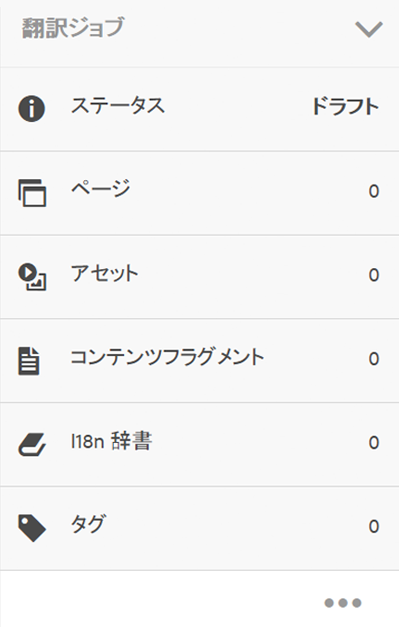 翻訳ジョブ
ステータス ドラフト
ページ 0
アセット 0
コンテンツフラグメント 0
I18n 辞書 0
タグ 0